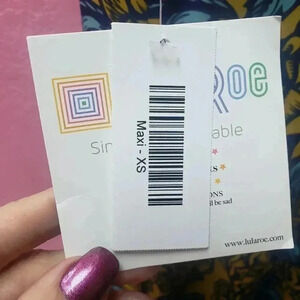 ROE
Sim
able
Maxi - XS
ONS
ll be sad
www.lularoe.com